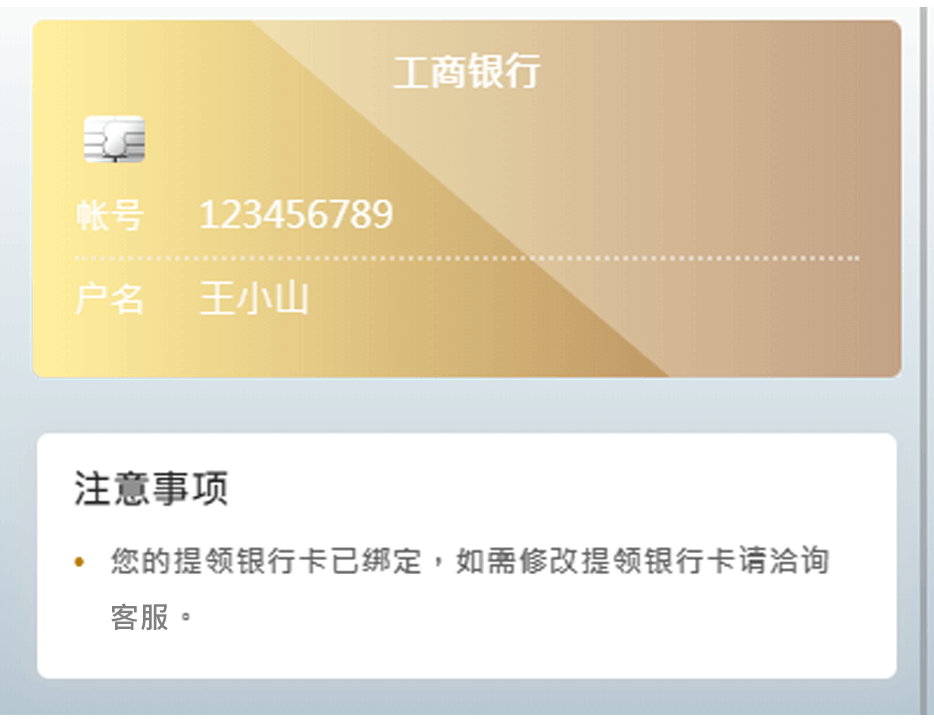 工商银行
帐号 123456789
户名 王小山
注意事项
• 您的提领银行卡已绑定，如需修改提领银行卡请洽询
客服。